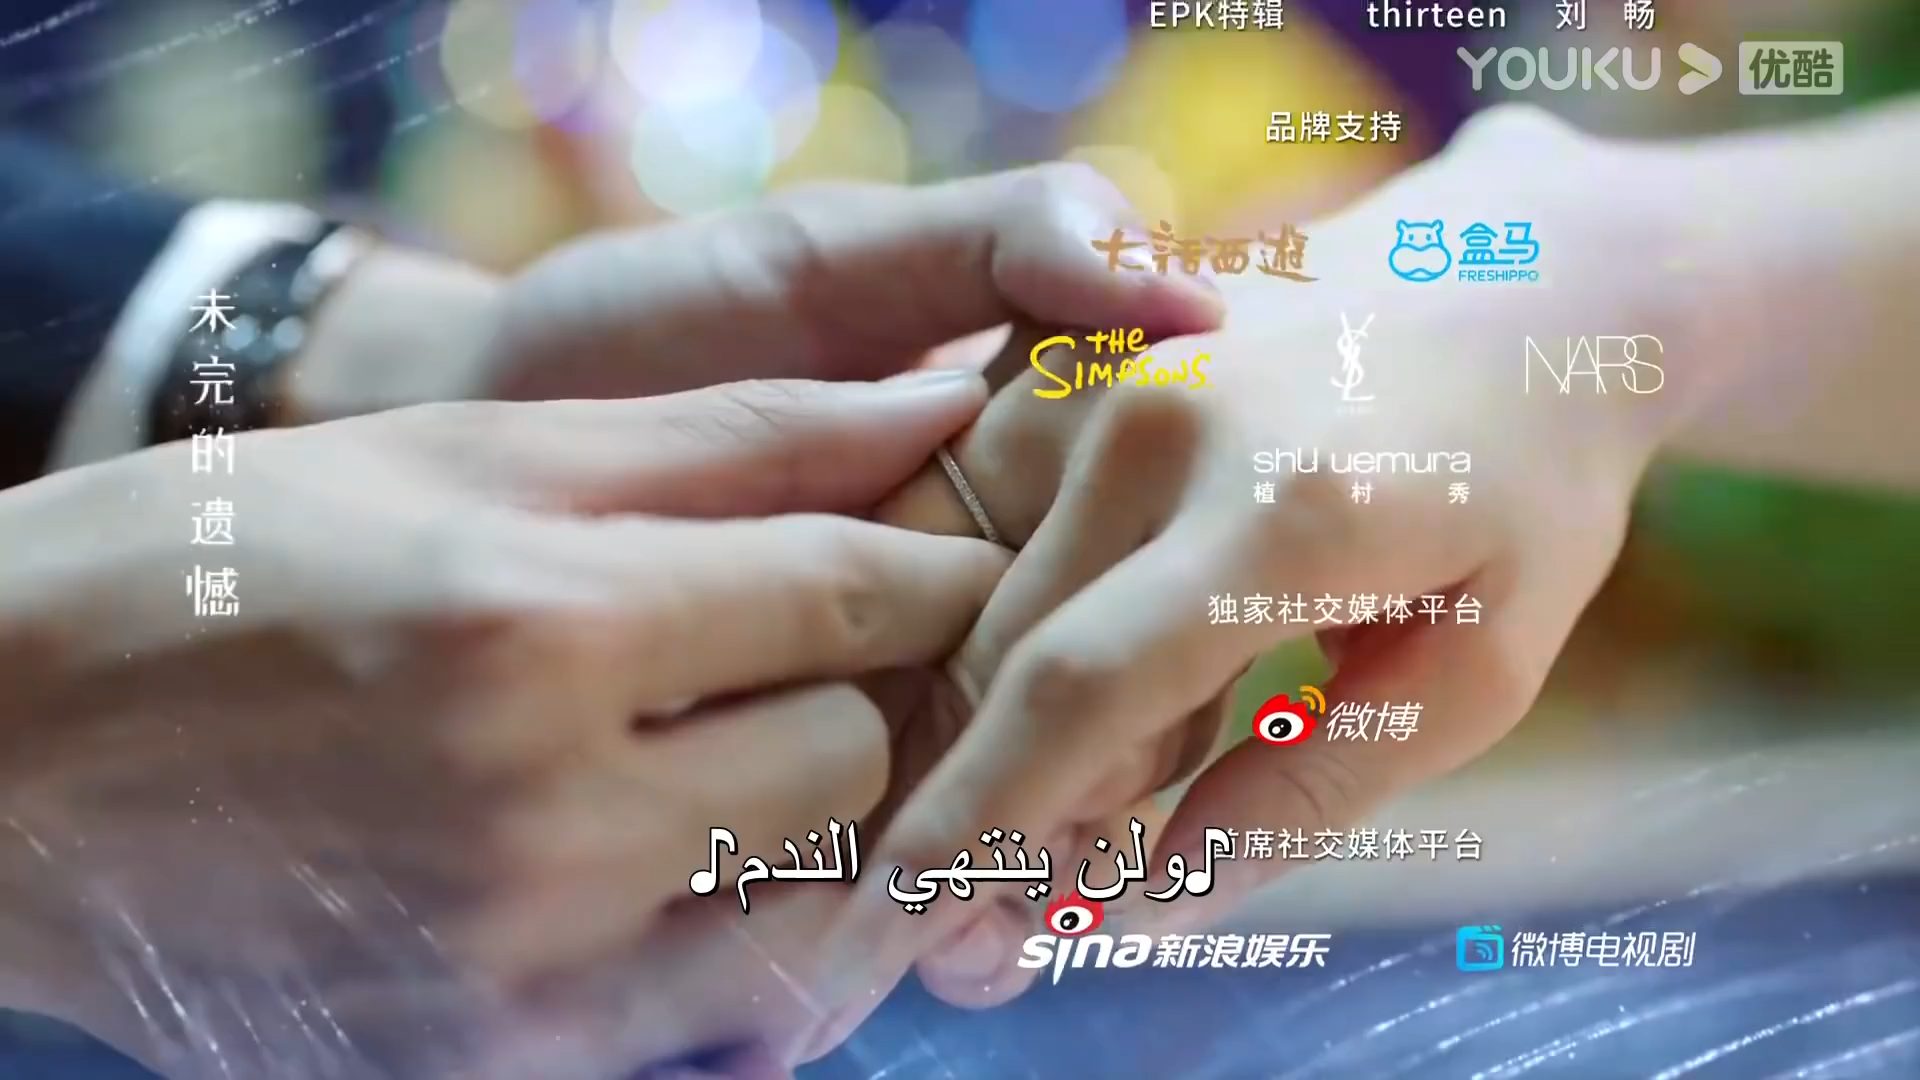 EPK特辑 thirteen 刘 畅
YOUKU 优酷
品牌支持
大話西遊
盒马
FRESHIPPO
THE
SIMPSONS
YSL
NARS
shu uemura
植 村 秀
未完的遗憾
独家社交媒体平台
微博
首席社交媒体平台
♪ولن ينتهي الندم♪
sina新浪娱乐
微博电视剧